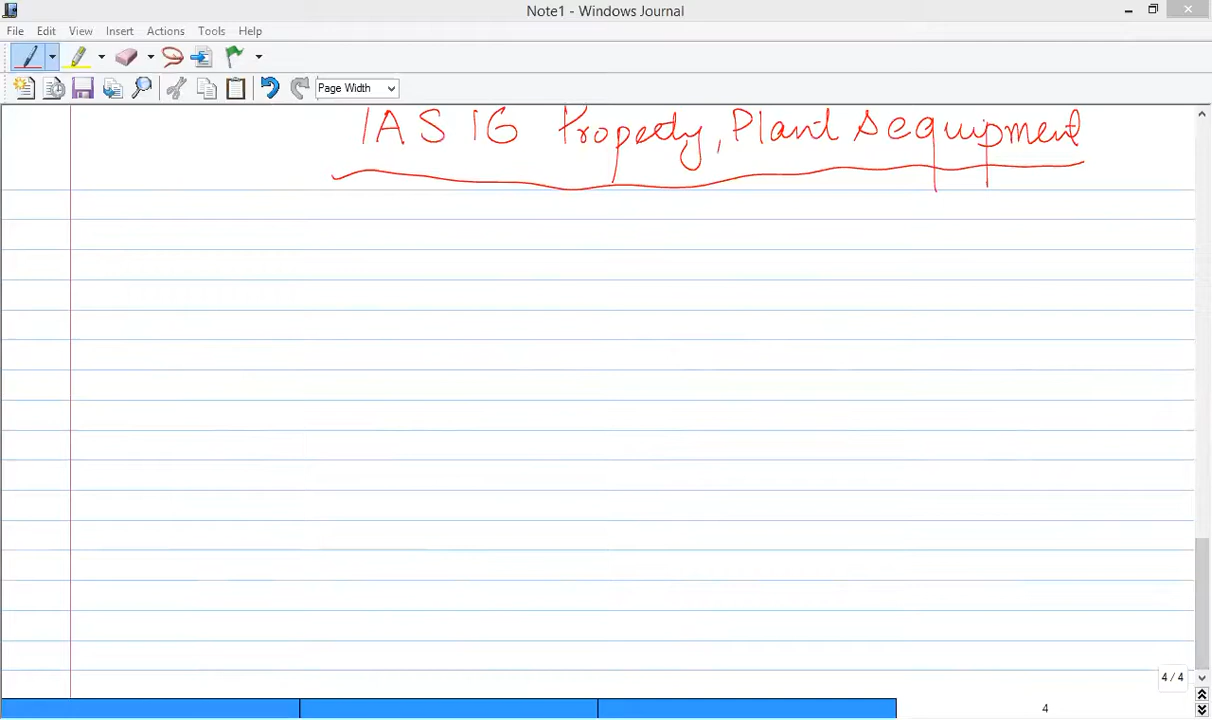 Note1 - Windows Journal
File Edit View Insert Actions Tools Help
Page Width
IAS 16 Property, Plant & equipment
4 / 4
4